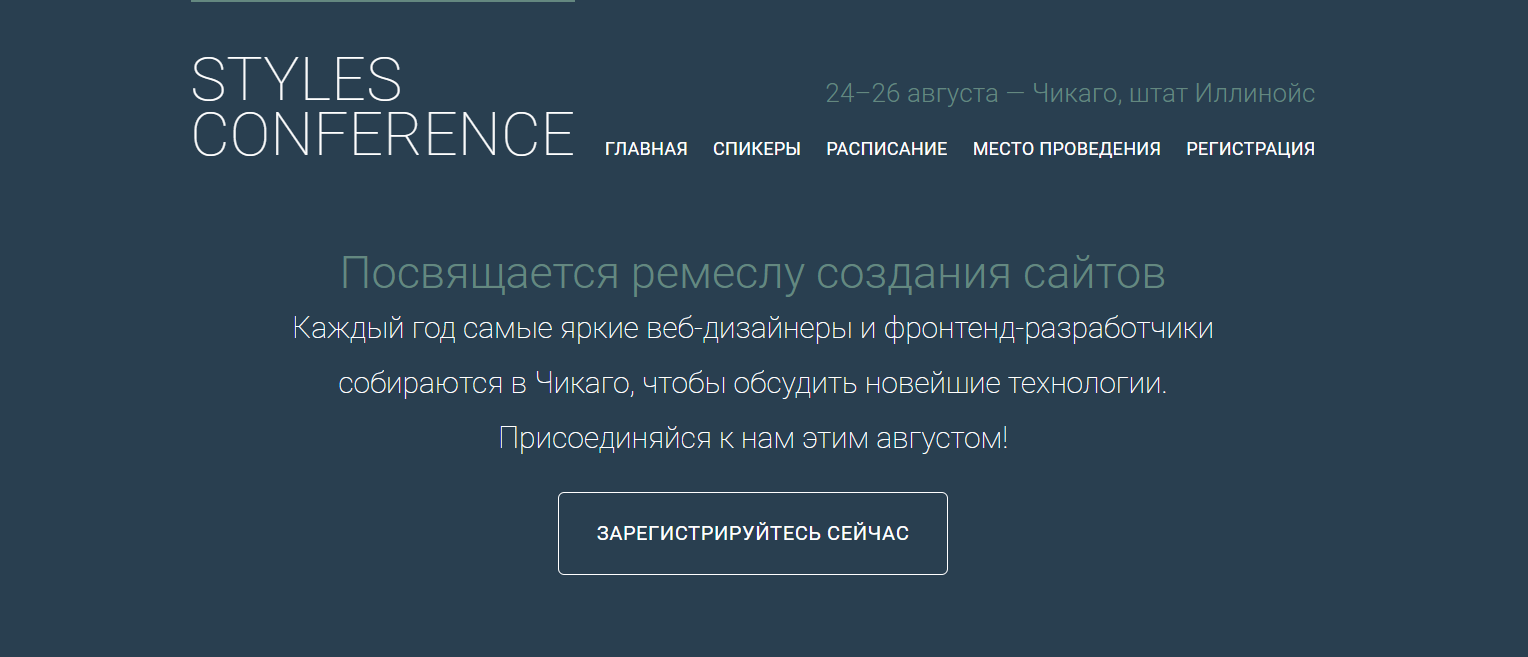 STYLES
CONFERENCE
24–26 августа — Чикаго, штат Иллинойс
ГЛАВНАЯ СПИКЕРЫ РАСПИСАНИЕ МЕСТО ПРОВЕДЕНИЯ РЕГИСТРАЦИЯ
Посвящается ремеслу создания сайтов
Каждый год самые яркие веб-дизайнеры и фронтенд-разработчики
собираются в Чикаго, чтобы обсудить новейшие технологии.
Присоединяйся к нам этим августом!
ЗАРЕГИСТРИРУЙТЕСЬ СЕЙЧАС